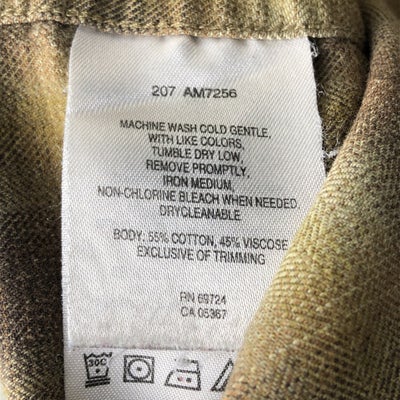 207 AM7256
MACHINE WASH COLD GENTLE,
WITH LIKE COLORS,
TUMBLE DRY LOW,
REMOVE PROMPTLY,
IRON MEDIUM,
NON-CHLORINE BLEACH WHEN NEEDED
DRYCLEANABLE
BODY: 55% COTTON, 45% VISCOSE
EXCLUSIVE OF TRIMMING
RN 69724
CA 05367
30C